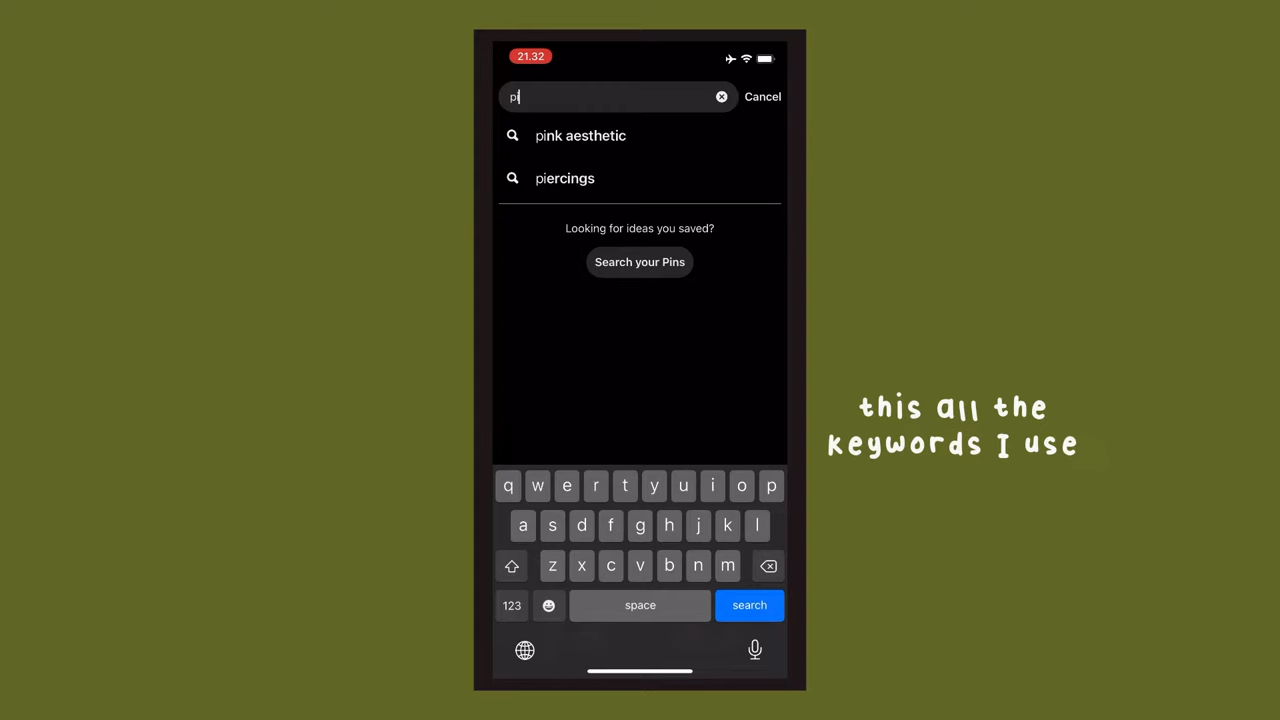 21.32
pi
Cancel
pink aesthetic
piercings
Looking for ideas you saved?
Search your Pins
this all the
keywords I use
q w e r t y u i o p
a s d f g h j k l
z x c v b n m
123
space
search